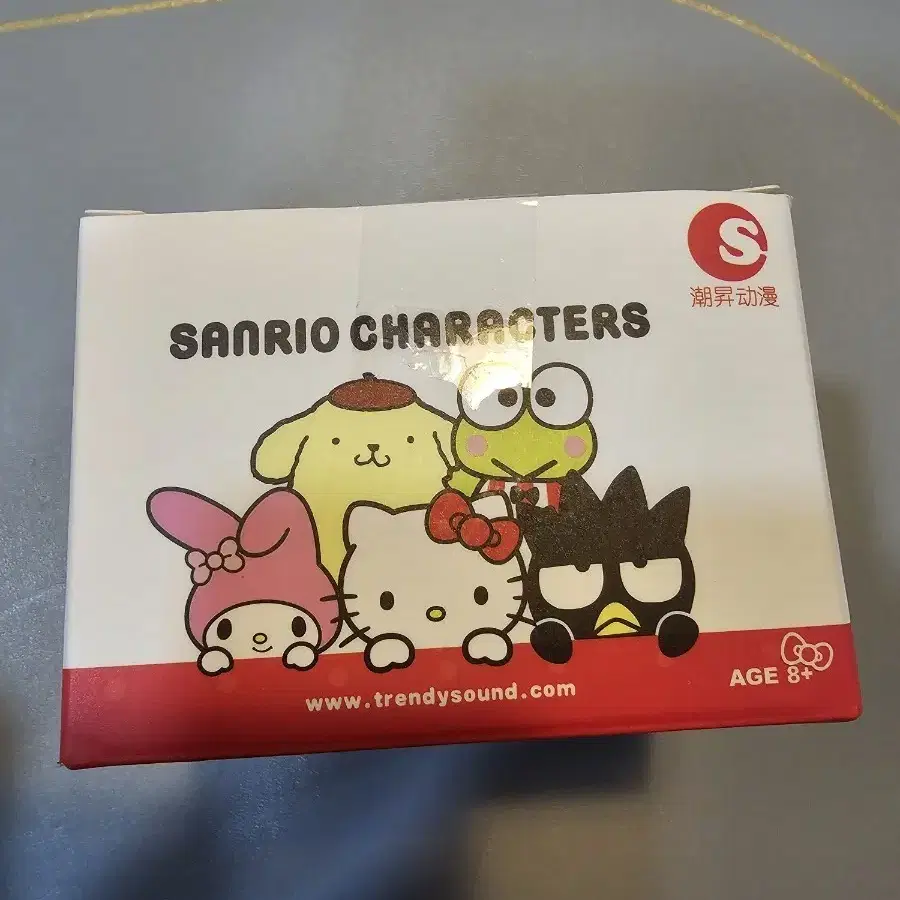 S
潮昇动漫
SANRIO CHARACTERS
www.trendysound.com
AGE 8+